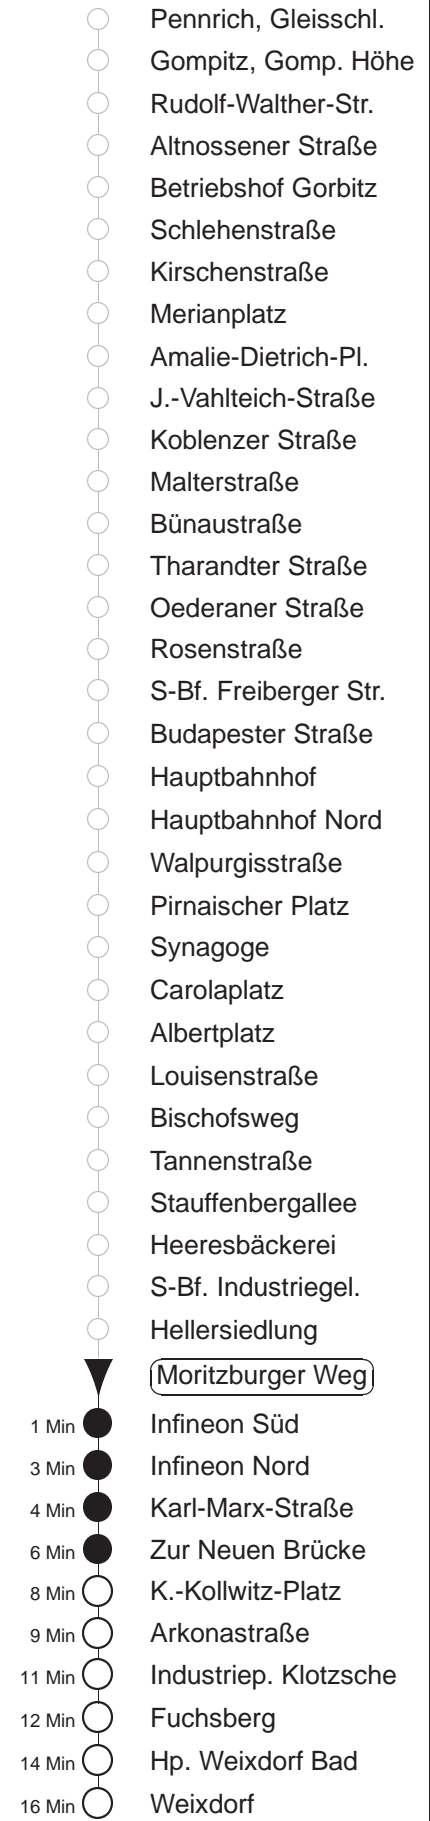 Pennrich, Gleisschl.
Gompitz, Gomp. Höhe
Rudolf-Walther-Str.
Altnossener Straße
Betriebshof Gorbitz
Schlehenstraße
Kirschenstraße
Merianplatz
Amalie-Dietrich-Pl.
J.-Vahlteich-Straße
Koblenzer Straße
Malterstraße
Bünaustraße
Tharandter Straße
Oederaner Straße
Rosenstraße
S-Bf. Freiberger Str.
Budapester Straße
Hauptbahnhof
Hauptbahnhof Nord
Walpurgisstraße
Pirnaischer Platz
Synagoge
Carolaplatz
Albertplatz
Louisenstraße
Bischofsweg
Tannenstraße
Stauffenbergallee
Heeresbäckerei
S-Bf. Industriegel.
Hellersiedlung
Moritzburger Weg
1 Min Infineon Süd
3 Min Infineon Nord
4 Min Karl-Marx-Straße
6 Min Zur Neuen Brücke
8 Min K.-Kollwitz-Platz
9 Min Arkonastraße
11 Min Industriep. Klotzsche
12 Min Fuchsberg
14 Min Hp. Weixdorf Bad
16 Min Weixdorf